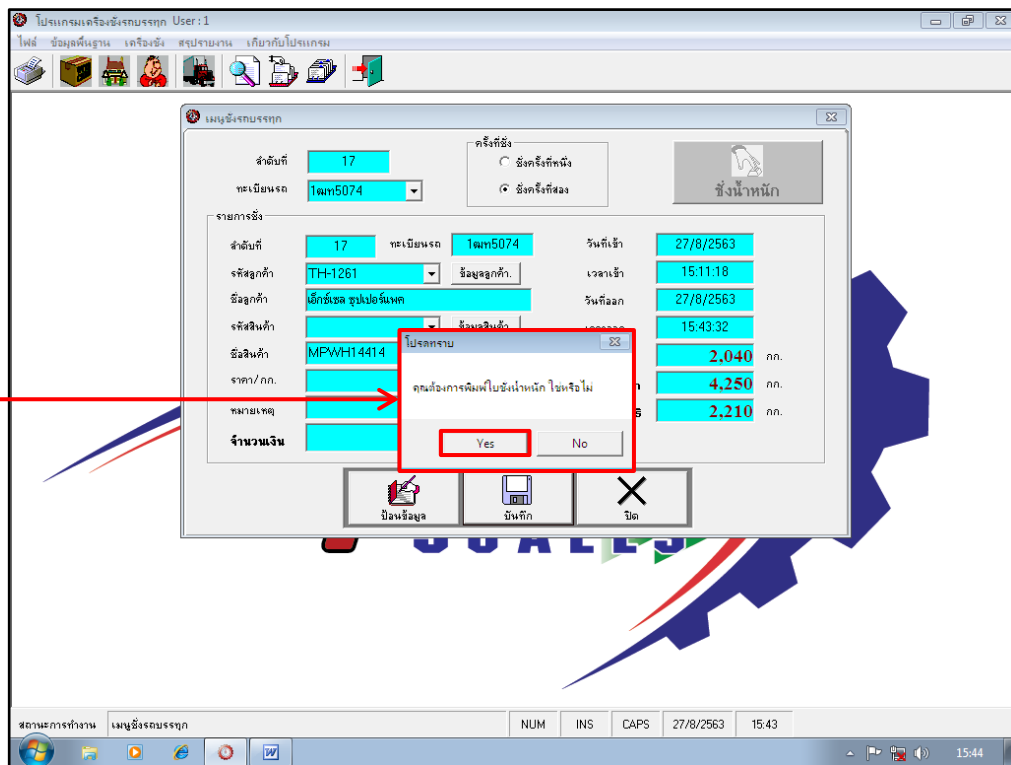 โปรแกรมเครื่องชั่งรถบรรทุก User : 1
ไฟล์ ข้อมูลพื้นฐาน เครื่องชั่ง สรุปรายงาน เกี่ยวกับโปรแกรม
เมนูชั่งรถบรรทุก
ลำดับที่ 17
ทะเบียนรถ 1ฒท5074
ครั้งที่ชั่ง
ชั่งครั้งที่หนึ่ง
ชั่งครั้งที่สอง
ชั่งน้ำหนัก
รายการชั่ง
ลำดับที่ 17 ทะเบียนรถ 1ฒท5074 วันที่เข้า 27/8/2563
รหัสลูกค้า TH-1261 ข้อมูลลูกค้า. เวลาเข้า 15:11:18
ชื่อลูกค้า เอ็กซ์เซล ซุปเปอร์แพค วันที่ออก 27/8/2563
รหัสสินค้า 15:43:32
ชื่อสินค้า MPWH14414 2,040 กก.
ราคา/กก. 4,250 กก.
หมายเหตุ 2,210 กก.
จำนวนเงิน
โปรดทราบ
คุณต้องการพิมพ์ใบชั่งน้ำหนัก ใช่หรือไม่
Yes No
ป้อนข้อมูล บันทึก ปิด
SCALES
สถานะการทำงาน เมนูชั่งรถบรรทุก NUM INS CAPS 27/8/2563 15:43
15:44